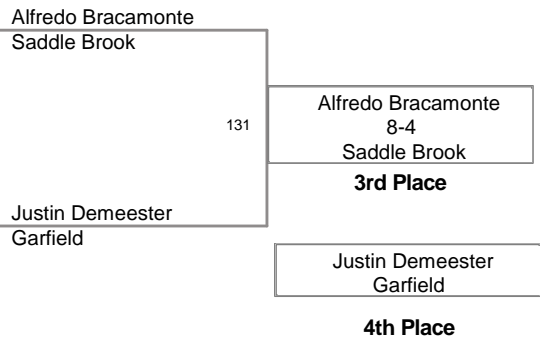 Alfredo Bracamonte
Saddle Brook
131
Alfredo Bracamonte
8-4
Saddle Brook
3rd Place
Justin Demeester
Garfield
Justin Demeester
Garfield
4th Place